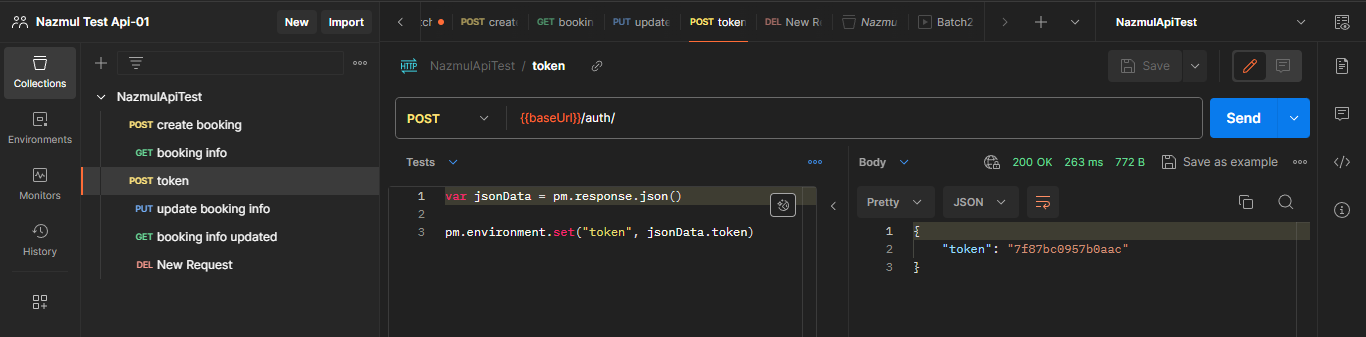 Nazmul Test Api-01
New
Import
POST create
GET bookin
PUT update
POST token
DEL New R
Nazmu
Batch2
NazmulApiTest
Collections
Environments
Monitors
History
NazmulApiTest
POST create booking
GET booking info
POST token
PUT update booking info
GET booking info updated
DEL New Request
HTTP
NazmulApiTest / token
Save
POST
{{baseUrl}}/auth/
Send
Tests
1 var jsonData = pm.response.json()
2
3 pm.environment.set("token", jsonData.token)
Body
200 OK 263 ms 772 B
Save as example
Pretty
JSON
1 {
2 "token": "7f87bc0957b0aac"
3 }